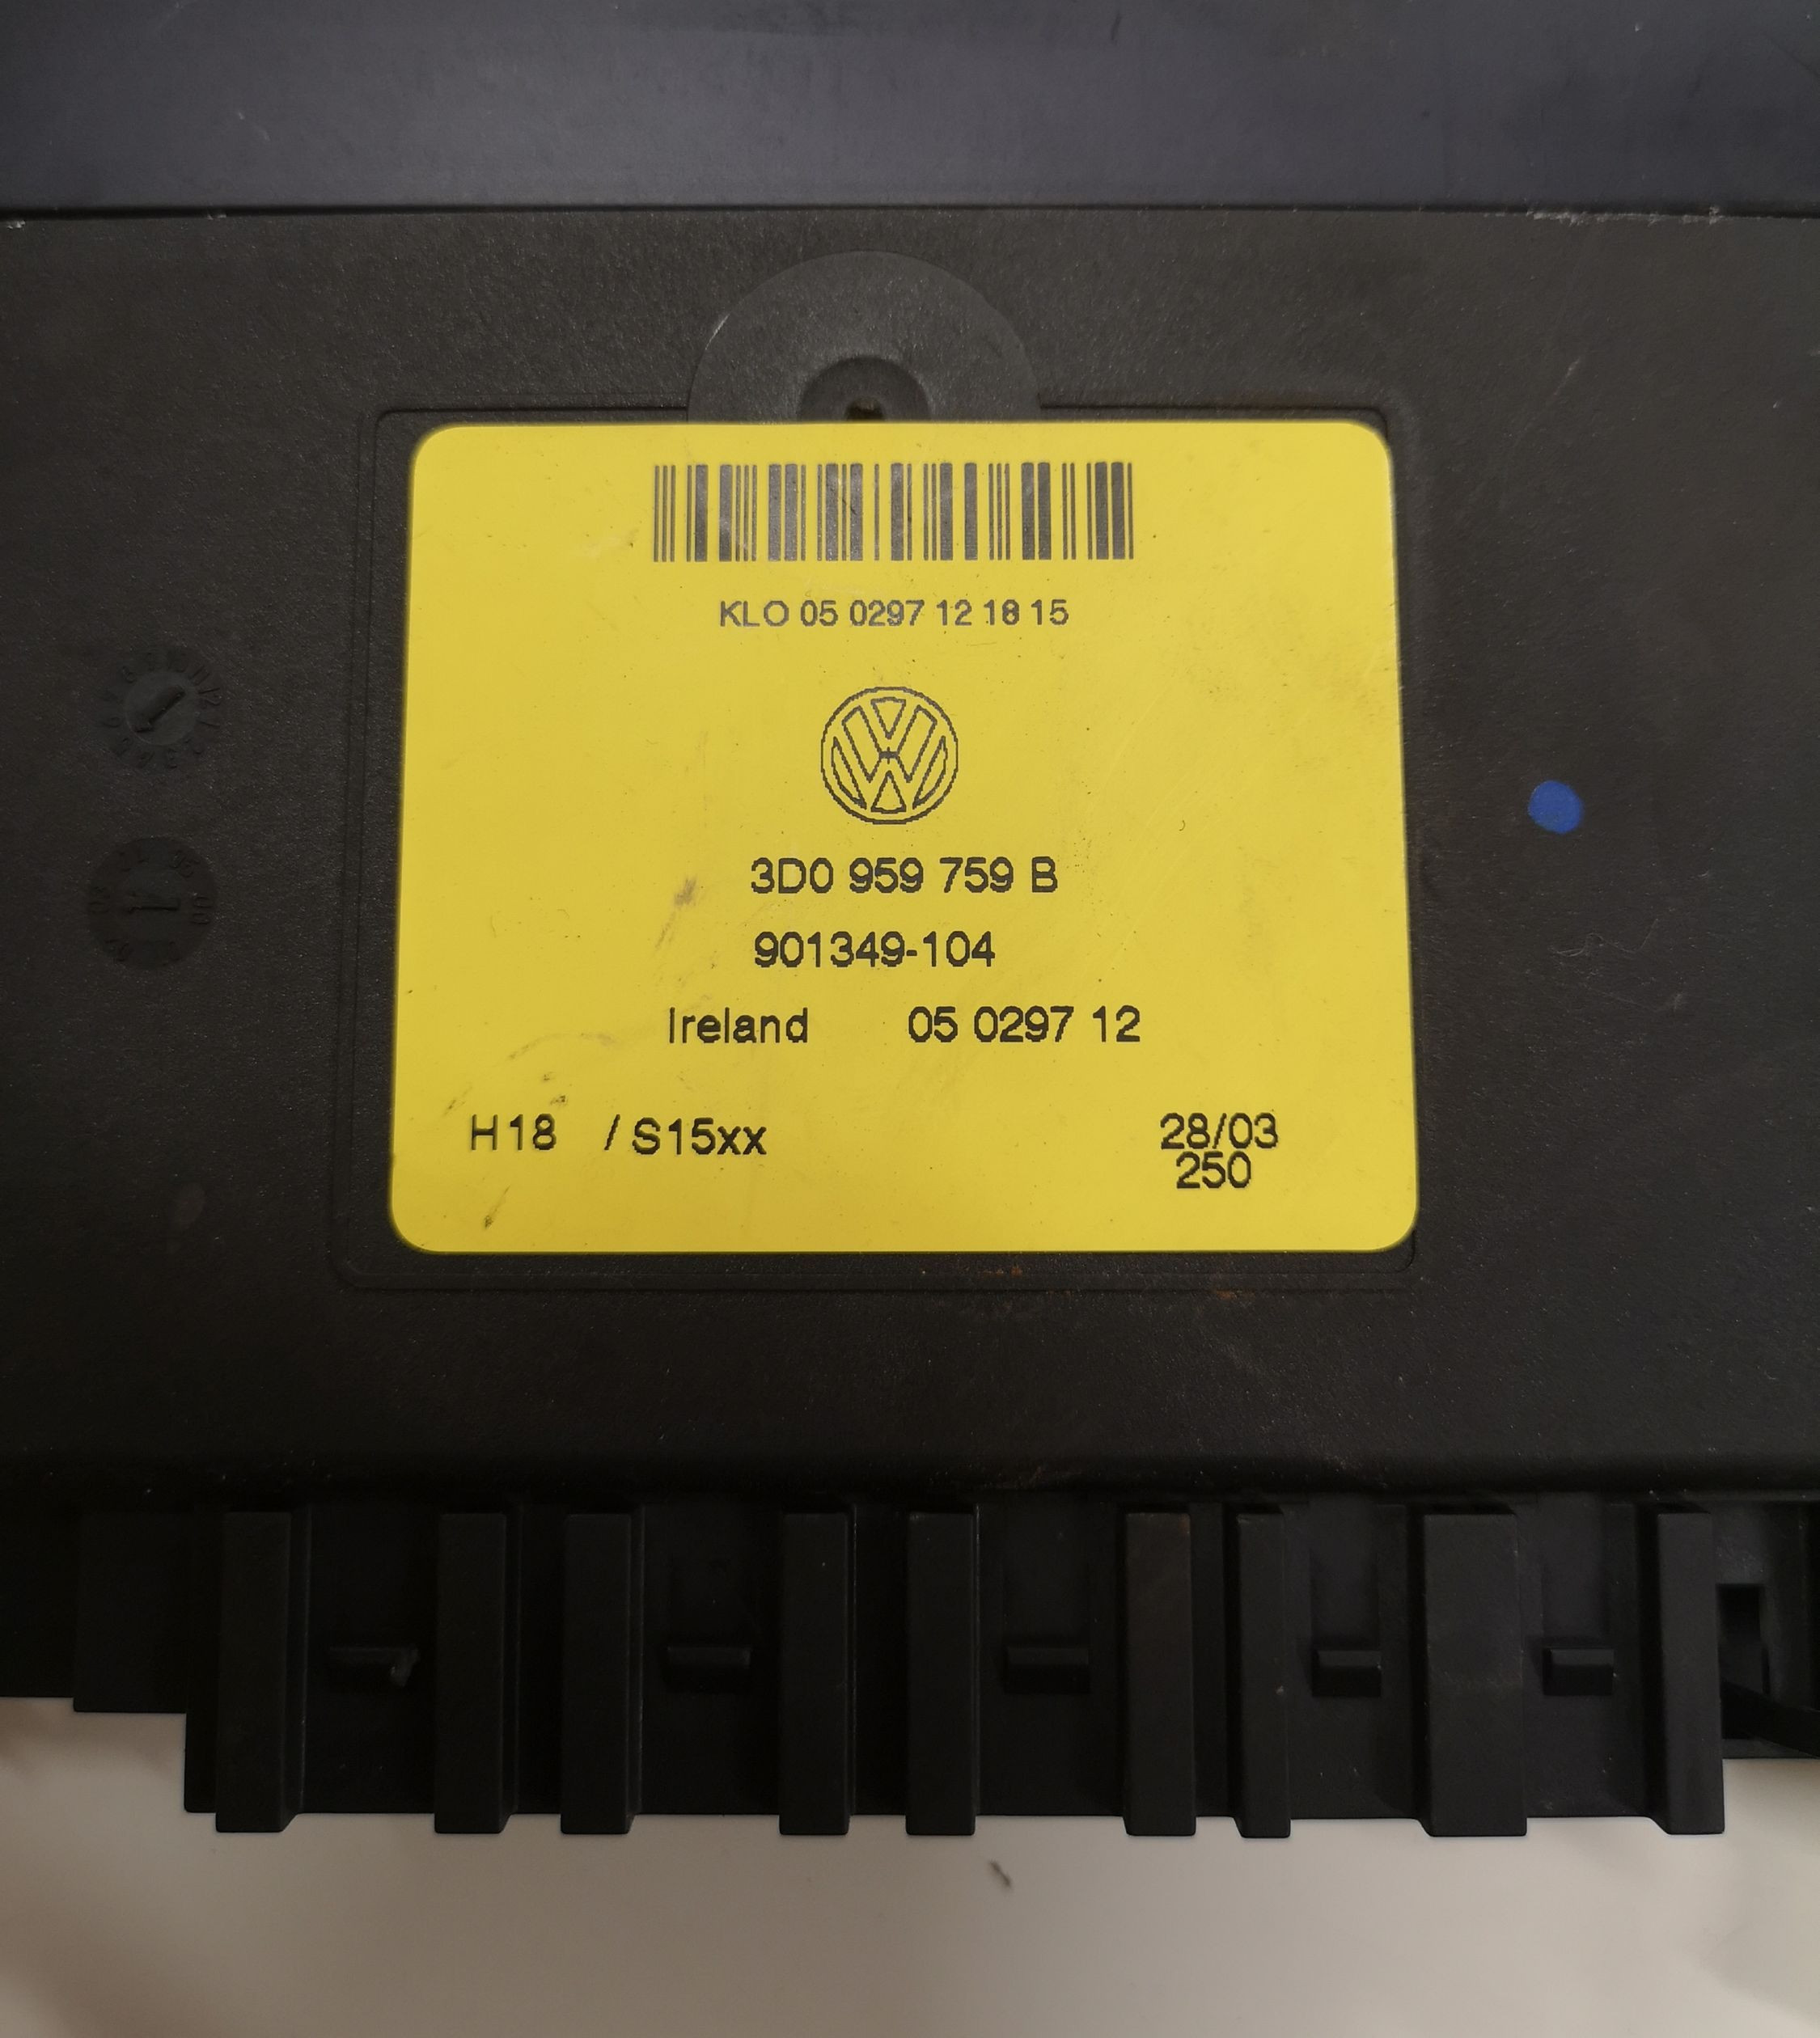 KLO 05 0297 12 18 15
3D0 959 759 B
901349-104
Ireland 05 0297 12
H18 / S15xx 28/03
250